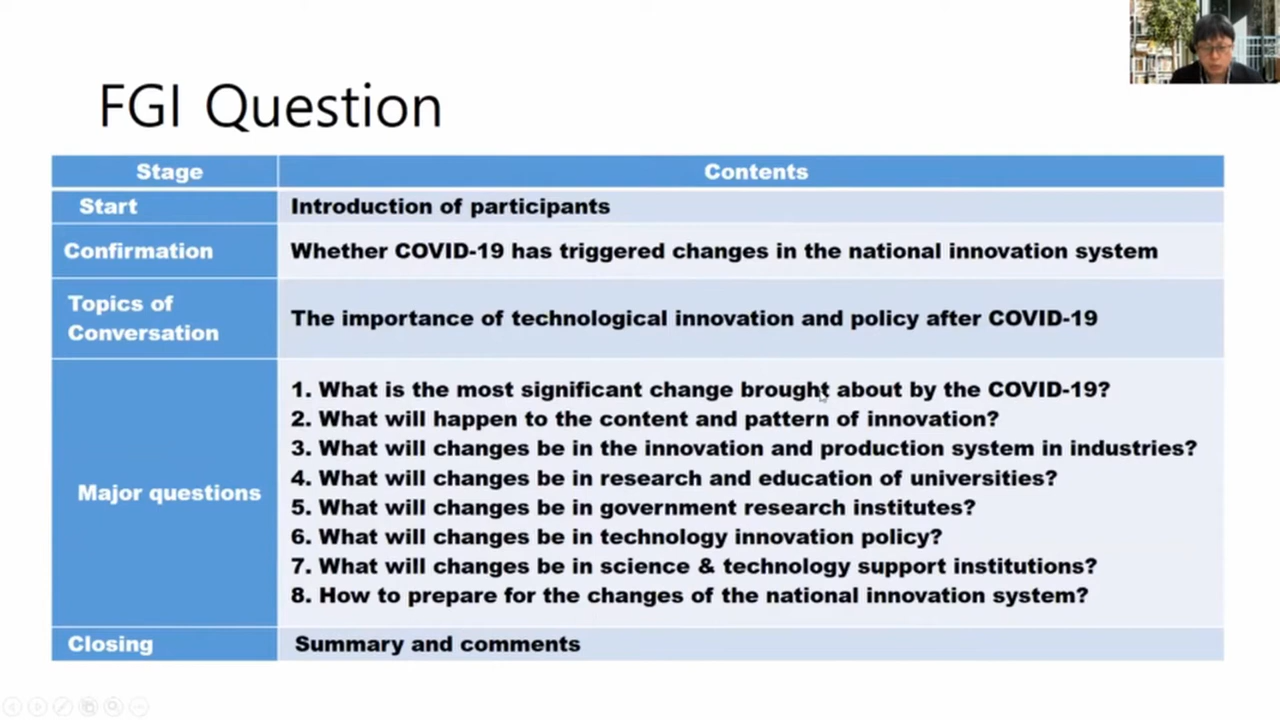 FGI Question
Stage
Contents
Start
Introduction of participants
Confirmation
Whether COVID-19 has triggered changes in the national innovation system
Topics of
Conversation
The importance of technological innovation and policy after COVID-19
Major questions
1. What is the most significant change brought about by the COVID-19?
2. What will happen to the content and pattern of innovation?
3. What will changes be in the innovation and production system in industries?
4. What will changes be in research and education of universities?
5. What will changes be in government research institutes?
6. What will changes be in technology innovation policy?
7. What will changes be in science & technology support institutions?
8. How to prepare for the changes of the national innovation system?
Closing
Summary and comments